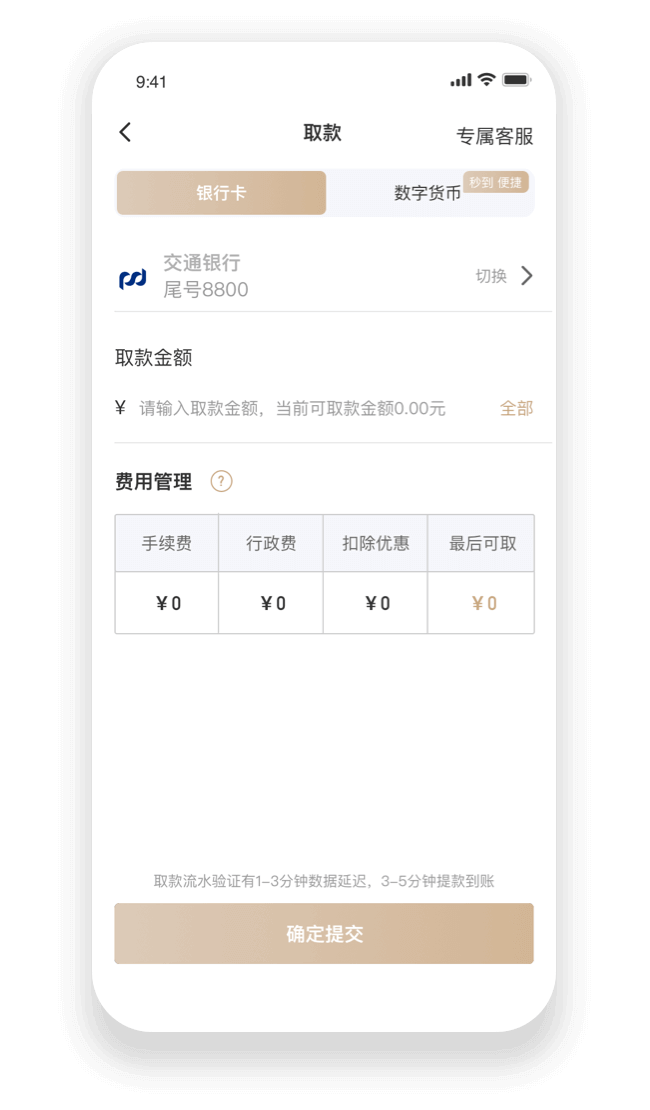 9:41
取款
专属客服
银行卡
数字货币
秒到 便捷
交通银行
尾号8800
切换
取款金额
¥ 请输入取款金额，当前可取款金额0.00元 全部
费用管理 ?
手续费 行政费 扣除优惠 最后可取
¥0 ¥0 ¥0 ¥0
取款流水验证有1-3分钟数据延迟，3-5分钟提款到账
确定提交